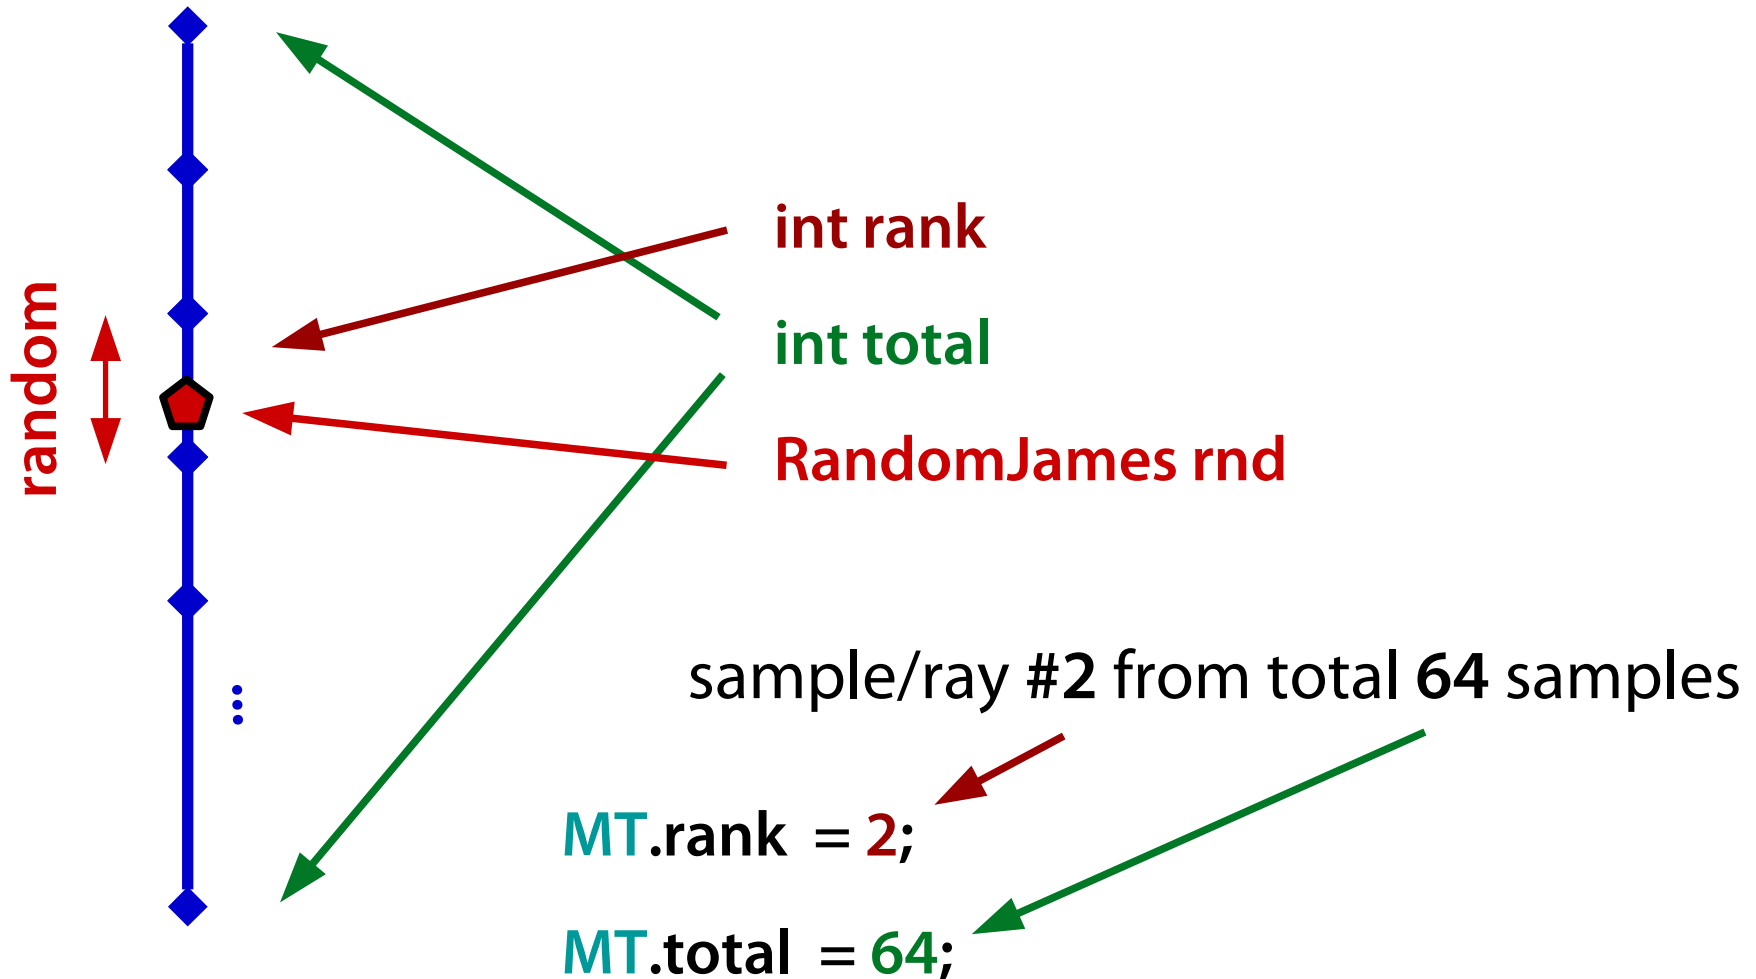 random
int rank
int total
RandomJames rnd
...
sample/ray #2 from total 64 samples
MT.rank = 2;
MT.total = 64;